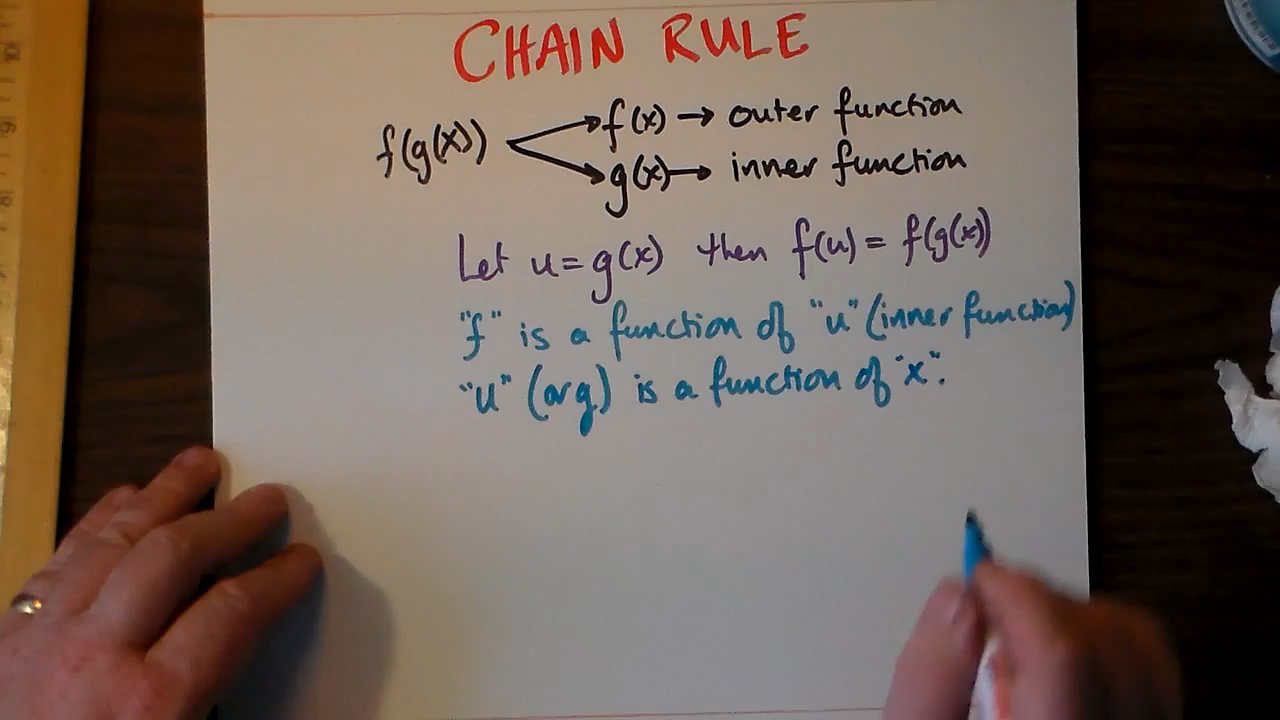 CHAIN RULE
f(g(x)) f(x) → outer function
g(x) → inner function
Let u = g(x) then f(u) = f(g(x))
"f" is a function of "u" (inner function)
"u" (arg) is a function of "x".